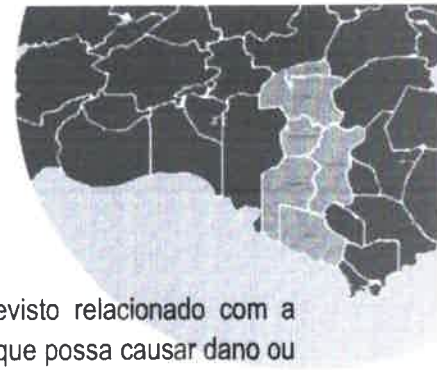 evisto relacionado com a
que possa causar dano ou